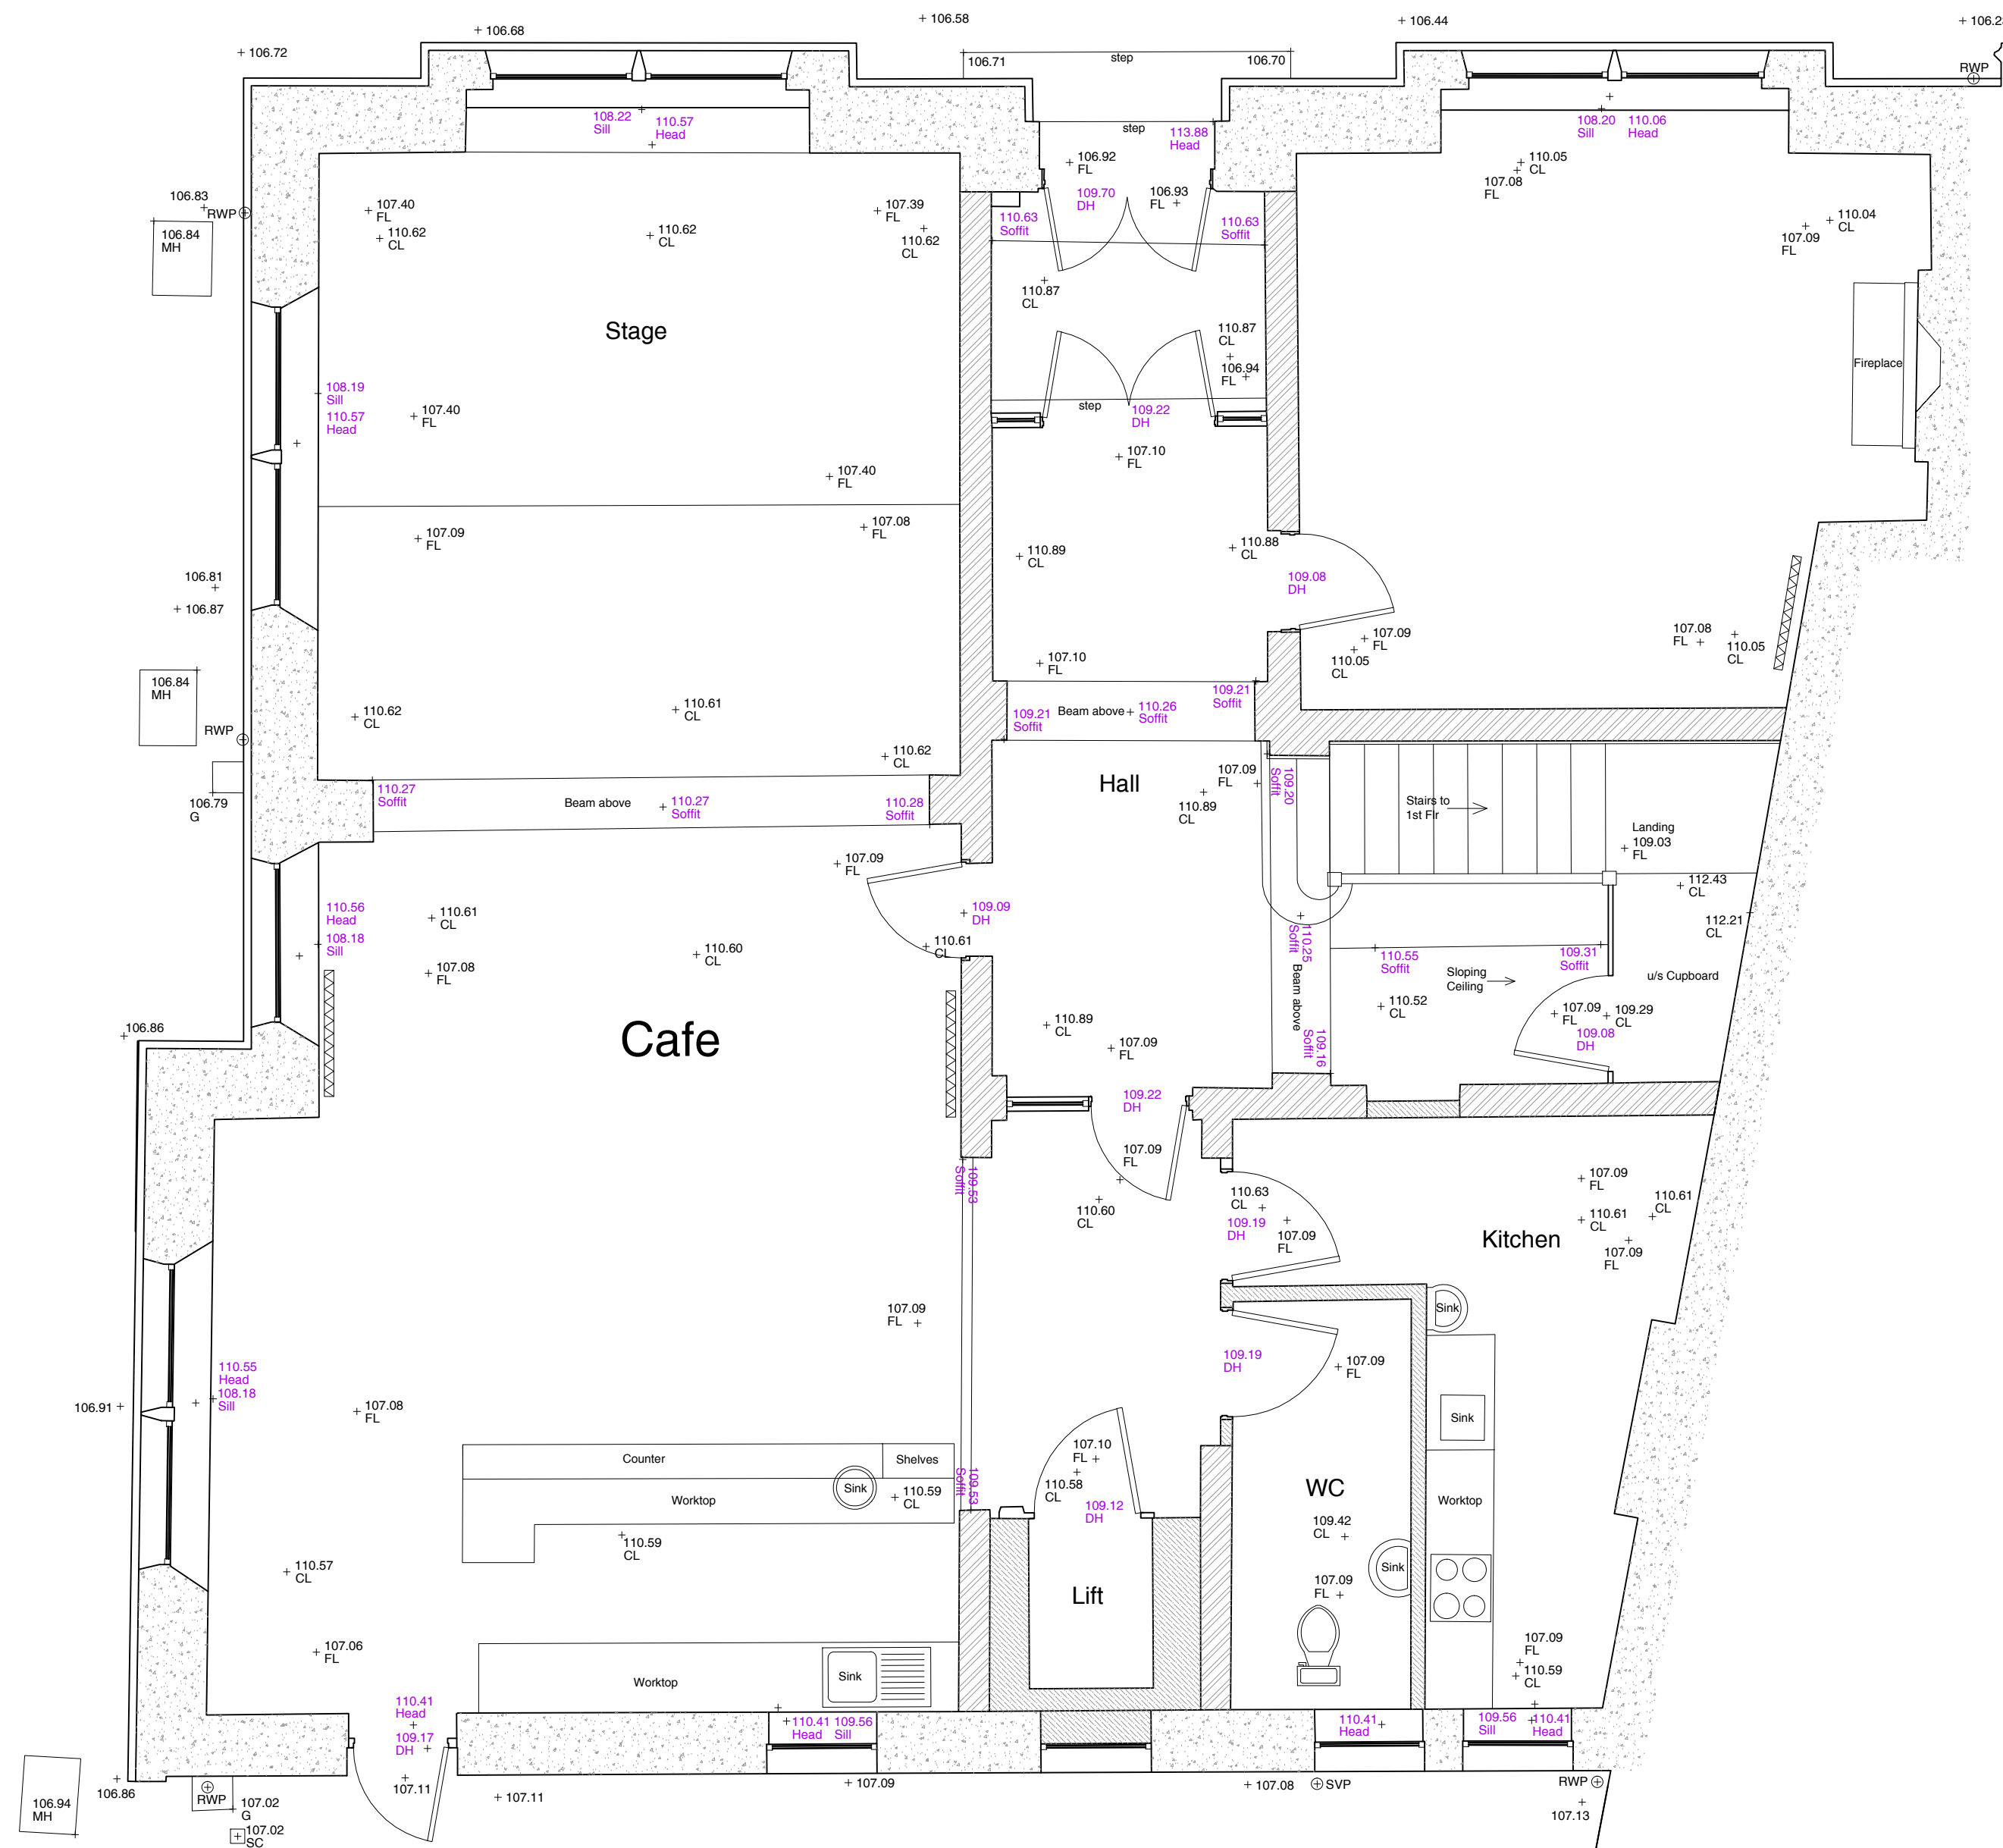 106.58
106.44
106.2
106.68
106.72
106.71
step
106.70
RWP
108.22
Sill
110.57
Head
step
113.88
Head
108.20
Sill
110.06
Head
106.92
FL
110.05
CL
107.08
FL
106.83
RWP
107.40
FL
107.39
FL
109.70
DH
106.93
FL
106.84
MH
110.62
CL
110.62
CL
110.62
CL
110.63
Soffit
110.63
Soffit
110.04
CL
107.09
FL
110.87
CL
Stage
110.87
CL
106.94
FL
Fireplace
108.19
Sill
110.57
Head
107.40
FL
step
109.22
DH
107.40
FL
107.10
FL
107.09
FL
107.08
FL
110.89
CL
110.88
CL
109.08
DH
106.81
106.87
107.09
FL
110.05
CL
107.08
FL
110.05
CL
107.10
FL
106.84
MH
109.21
Soffit
109.21
Soffit
Beam above
110.26
Soffit
110.62
CL
110.61
CL
RWP
110.62
CL
107.09
FL
110.89
CL
Hall
109.20
Soffit
110.27
Soffit
Beam above
110.27
Soffit
110.28
Soffit
106.79
G
Stairs to
1st Flr
Landing
109.03
FL
107.09
FL
112.43
CL
112.21
CL
110.56
Head
108.18
Sill
110.61
CL
109.09
DH
110.61
CL
110.60
CL
110.25
Soffit
Beam above
110.55
Soffit
109.31
Soffit
107.08
FL
Sloping
Ceiling
u/s Cupboard
110.52
CL
107.09
FL
109.29
CL
109.08
DH
106.86
Cafe
110.89
CL
107.09
FL
109.16
Soffit
109.22
DH
107.09
FL
109.53
Soffit
110.60
CL
110.63
CL
109.19
DH
107.09
FL
107.09
FL
110.61
CL
110.61
CL
107.09
FL
Kitchen
107.09
FL
Sink
109.19
DH
107.09
FL
110.55
Head
108.18
Sill
106.91
107.08
FL
Sink
Counter
Shelves
107.10
FL
110.58
CL
109.53
Soffit
Sink
110.59
CL
Worktop
109.12
DH
WC
Worktop
109.42
CL
110.59
CL
110.57
CL
Sink
107.09
FL
Lift
107.06
FL
107.09
FL
110.59
CL
Worktop
Sink
110.41
Head
109.17
DH
110.41
Head
109.56
Sill
110.41
Head
109.56
Sill
110.41
Head
106.86
107.11
107.11
107.09
107.08
SVP
RWP
107.13
106.94
MH
RWP
107.02
G
107.02
SC